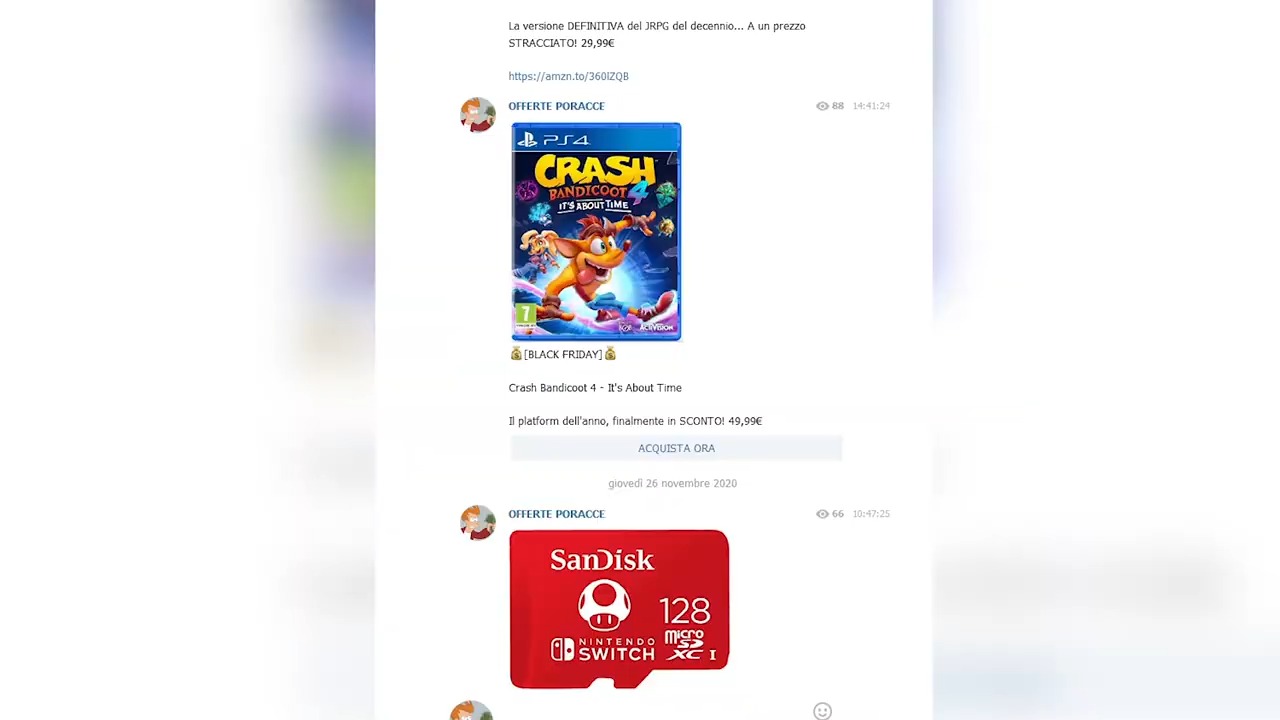 La versione DEFINITIVA del JRPG del decennio... A un prezzo
STRACCIATO! 29,99€
https://amzn.to/360lZQB
OFFERTE PORACCE
88 14:41:24
PS4
CRASH
BANDICOOT 4
IT'S ABOUT TIME
7
ACTIVISION
💰[BLACK FRIDAY]💰
Crash Bandicoot 4 - It's About Time
Il platform dell'anno, finalmente in SCONTO! 49,99€
ACQUISTA ORA
giovedì 26 novembre 2020
OFFERTE PORACCE
66 10:47:25
SanDisk
128
NINTENDO
SWITCH
micro
SD
XC I